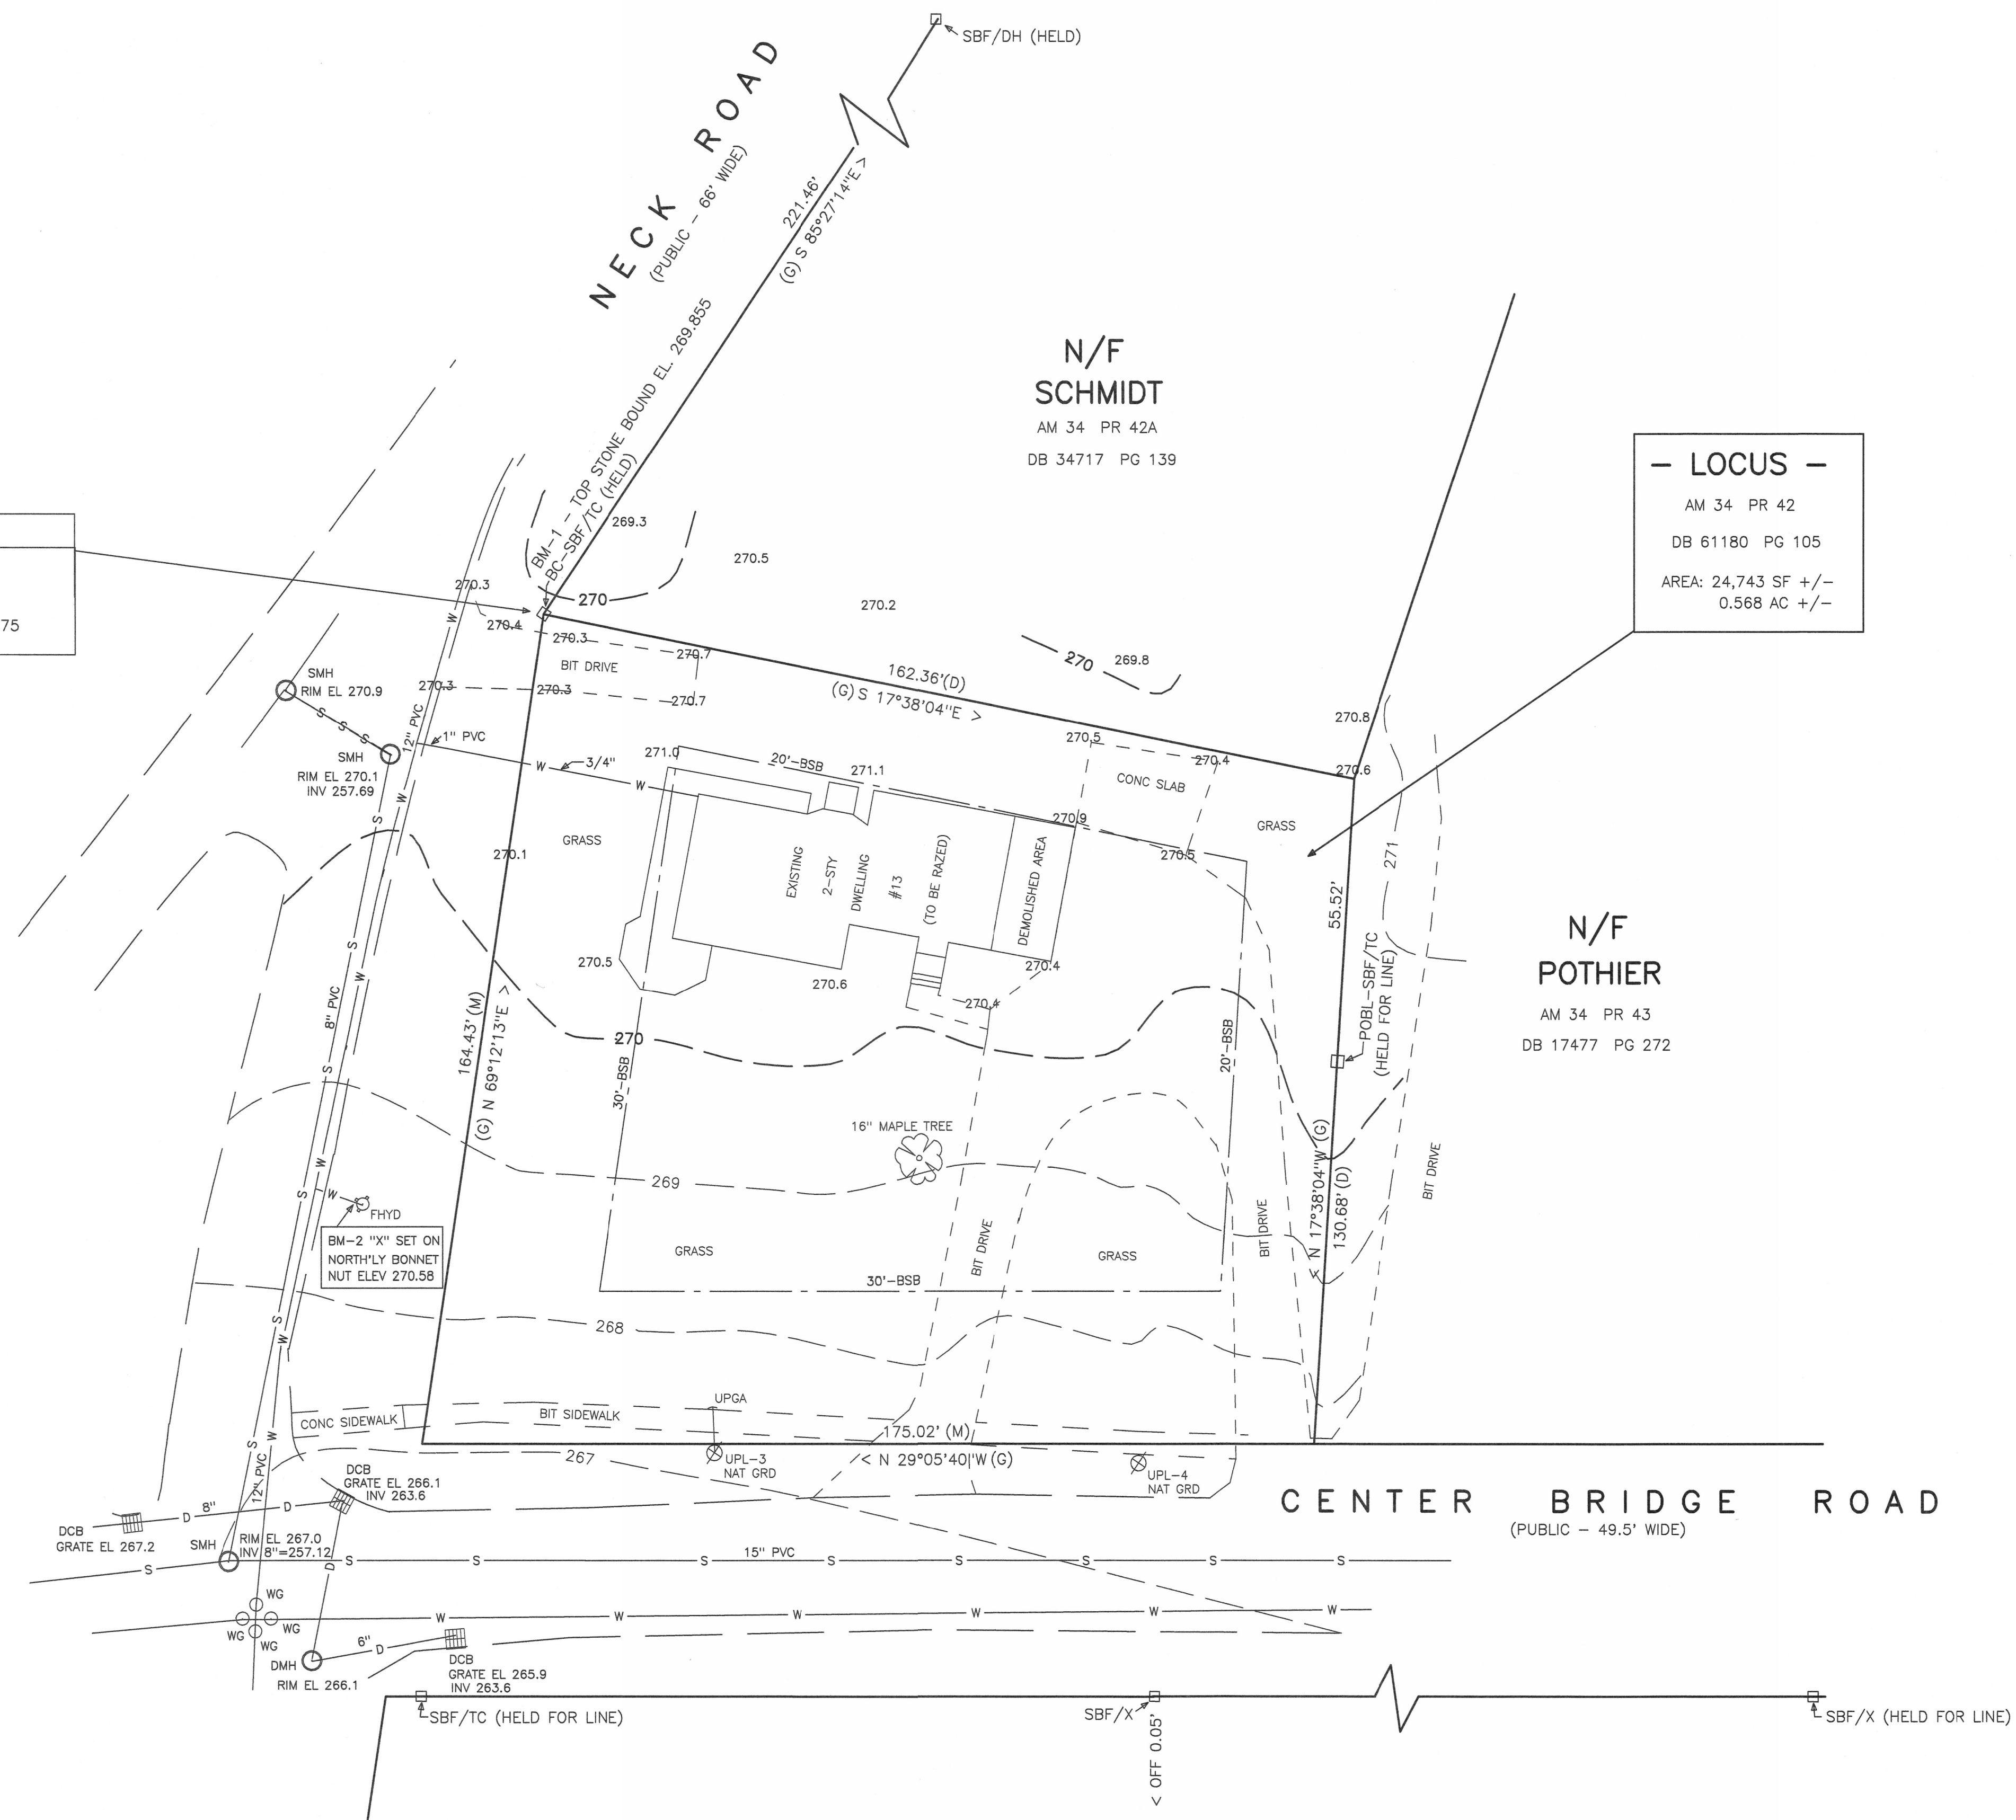 SBF/DH (HELD)
NECK ROAD
(PUBLIC - 66' WIDE)
221.46'
(G) S 85°27'14"E >
BM-1 - TOP STONE BOUND EL. 269.855
BC-SBF/TC (HELD)
N/F
SCHMIDT
AM 34 PR 42A
DB 34717 PG 139
- LOCUS -
AM 34 PR 42
DB 61180 PG 105
AREA: 24,743 SF +/-
0.568 AC +/-
75
269.3
270.5
270.2
270
270
269.8
270.3
270.4
270.3
270.7
BIT DRIVE
270.3
270.3
270.7
162.36'(D)
(G) S 17°38'04"E >
270.8
270.6
SMH
RIM EL 270.9
S S S
SMH
RIM EL 270.1
INV 257.69
12" PVC
1" PVC
3/4"
W W
271.0
20'-BSB
271.1
270.5
270.4
CONC SLAB
270.9
270.5
GRASS
GRASS
270.1
EXISTING
2-STY
DWELLING
#13
(TO BE RAZED)
DEMOLISHED AREA
270.5
270.6
270.4
270.4
271
55.52'
POBL-SBF/TC
(HELD FOR LINE)
N/F
POTHIER
AM 34 PR 43
DB 17477 PG 272
8" PVC
164.43' (M)
(G) N 69°12'13"E >
270
30'-BSB
20'-BSB
16" MAPLE TREE
269
< N 17°38'04"W (G)
130.68' (D)
BIT DRIVE
BIT DRIVE
BIT DRIVE
FHYD
BM-2 "X" SET ON
NORTH'LY BONNET
NUT ELEV 270.58
GRASS
GRASS
30'-BSB
268
UPGA
CONC SIDEWALK
BIT SIDEWALK
175.02' (M)
< N 29°05'40"W (G)
267
UPL-3
NAT GRD
UPL-4
NAT GRD
CENTER BRIDGE ROAD
(PUBLIC - 49.5' WIDE)
DCB
GRATE EL 266.1
INV 263.6
12" PVC
8"
D D
DCB
GRATE EL 267.2
SMH
RIM EL 267.0
INV 8"=257.12
D
S S S S 15" PVC S S S S S
WG
WG
WG
WG
W W W W W W
6"
D
DMH
RIM EL 266.1
DCB
GRATE EL 265.9
INV 263.6
SBF/TC (HELD FOR LINE)
SBF/X
< OFF 0.05'
SBF/X (HELD FOR LINE)